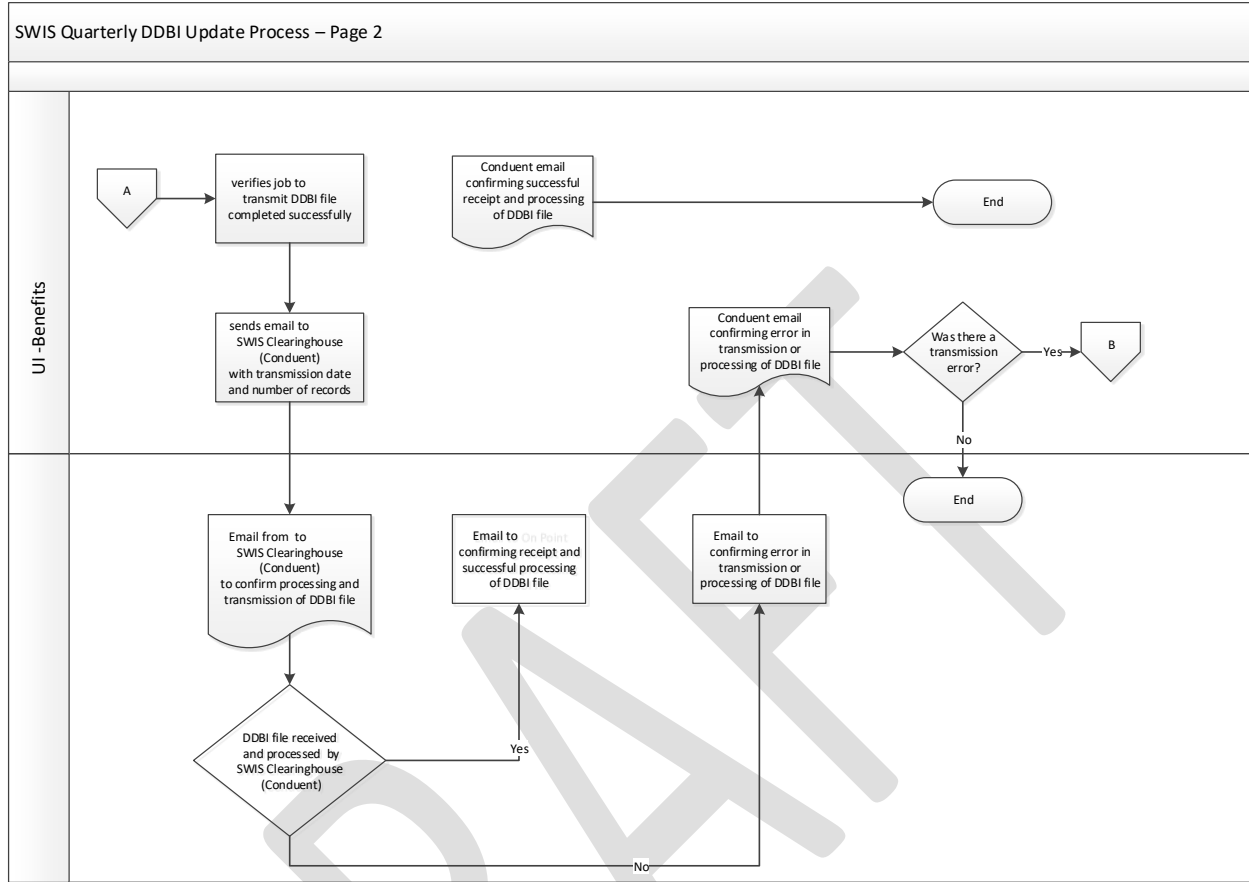 SWIS Quarterly DDBI Update Process – Page 2
UI -Benefits
A
verifies job to
transmit DDBI file
completed successfully
Conduent email
confirming successful
receipt and processing
of DDBI file
End
sends email to
SWIS Clearinghouse
(Conduent)
with transmission date
and number of records
Conduent email
confirming error in
transmission or
processing of DDBI file
Was there a
transmission
error?
Yes
B
No
End
Email from to
SWIS Clearinghouse
(Conduent)
to confirm processing and
transmission of DDBI file
Email to On Point
confirming receipt and
successful processing
of DDBI file
Email to
confirming error in
transmission or
processing of DDBI file
DDBI file received
and processed by
SWIS Clearinghouse
(Conduent)
Yes
No
DRAFT